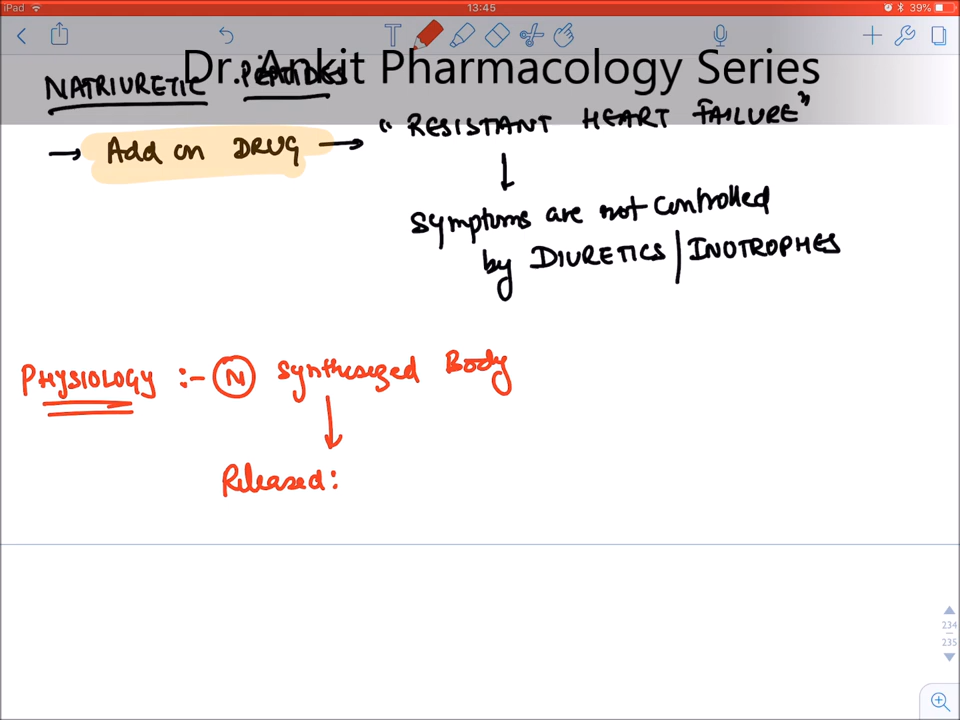 iPad 13:45 39%
Dr. Ankit Pharmacology Series
NATRIURETIC PEPTIDES
→ Add on DRUG → "RESISTANT HEART FAILURE"
↓
Symptoms are not controlled
by DIURETICS | INOTROPHES
PHYSIOLOGY :- N Synthesized Body
↓
Released:
234
235